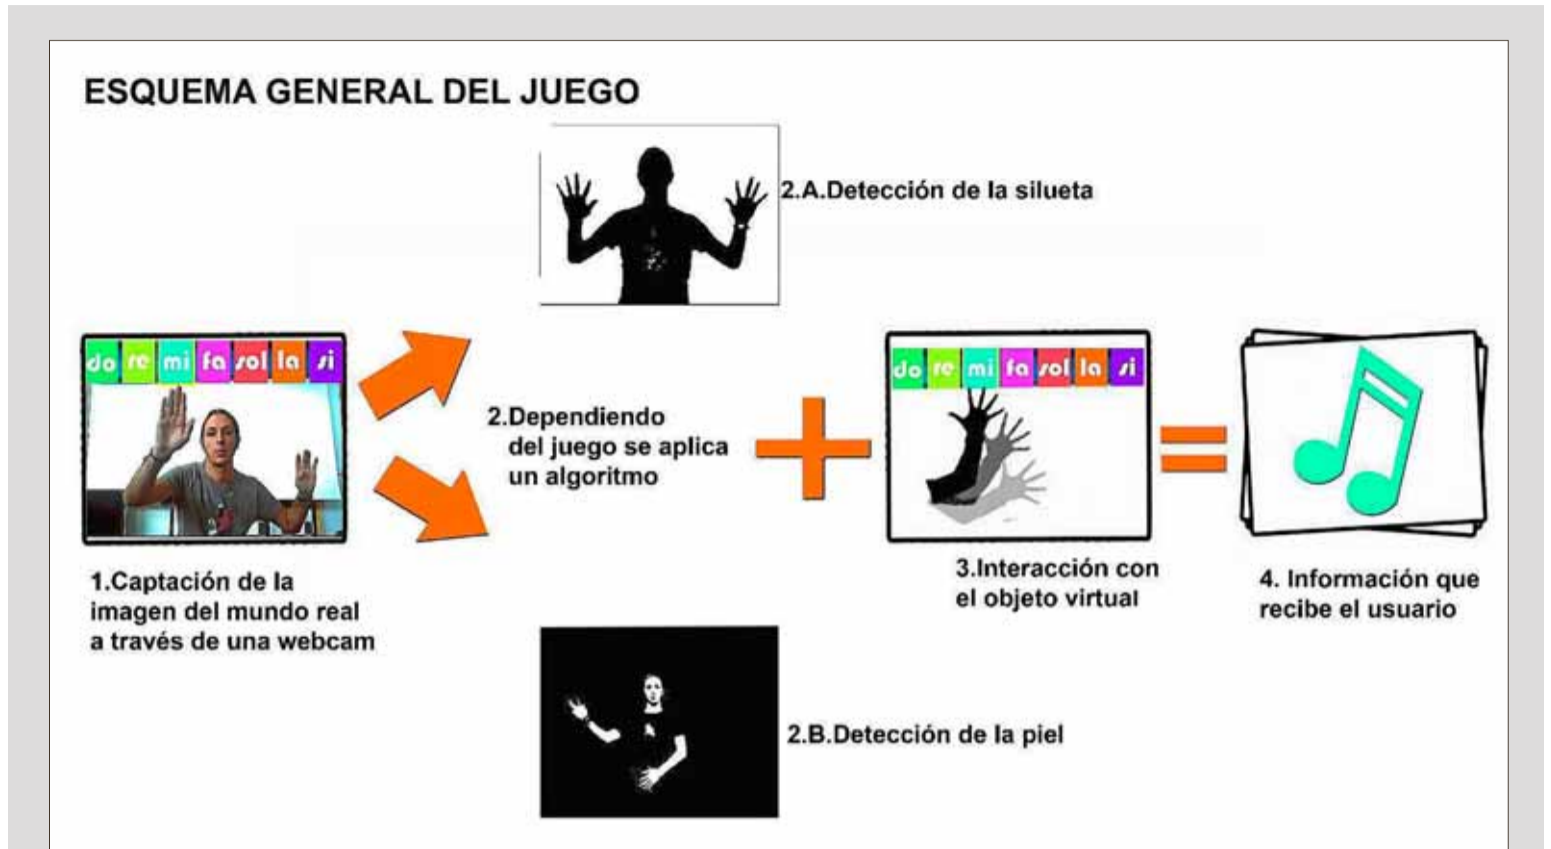 ESQUEMA GENERAL DEL JUEGO
2.A.Detección de la silueta
do re mi fa sol la si
2.Dependiendo
del juego se aplica
un algoritmo
do re mi fa sol la si
1.Captación de la
imagen del mundo real
a través de una webcam
3.Interacción con
el objeto virtual
4. Información que
recibe el usuario
2.B.Detección de la piel